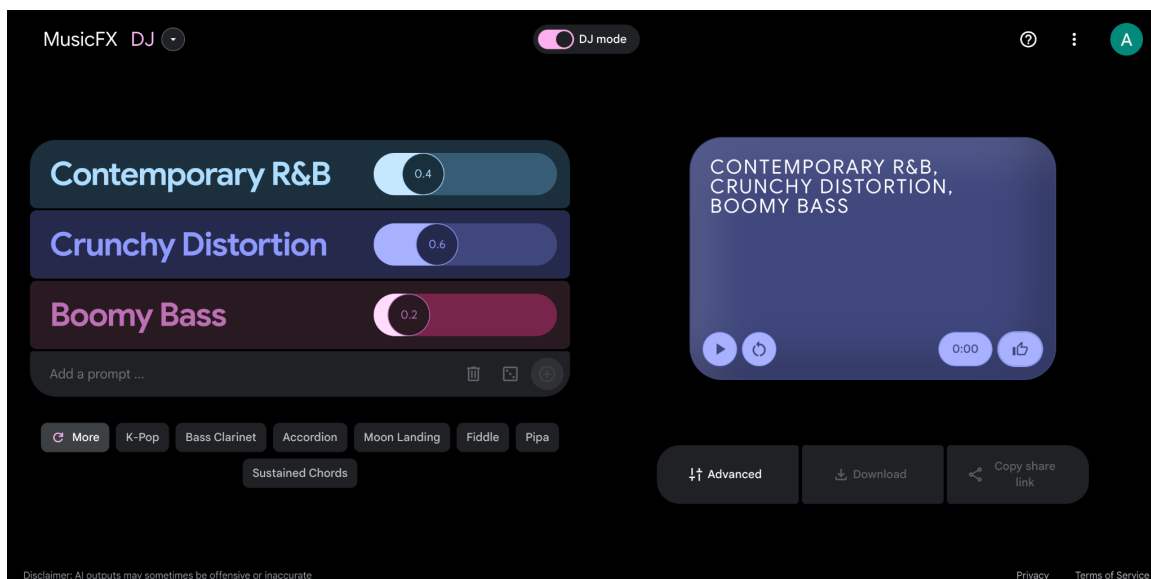 MusicFX DJ
DJ mode
A
Contemporary R&B
0.4
Crunchy Distortion
0.6
Boomy Bass
0.2
Add a prompt ...
More
K-Pop
Bass Clarinet
Accordion
Moon Landing
Fiddle
Pipa
Sustained Chords
CONTEMPORARY R&B,
CRUNCHY DISTORTION,
BOOMY BASS
0:00
Advanced
Download
Copy share
link
Disclaimer: AI outputs may sometimes be offensive or inaccurate
Privacy
Terms of Service